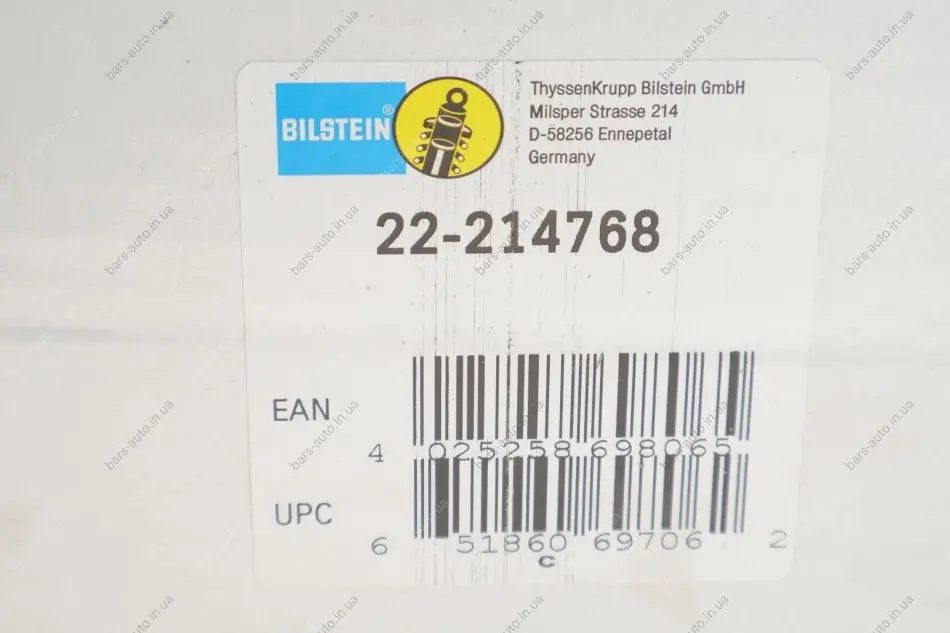 BILSTEIN®
ThyssenKrupp Bilstein GmbH
Milsper Strasse 214
D-58256 Ennepetal
Germany
22-214768
EAN
4 025258 698065
UPC
6 51860 69706 2
C
bars-auto.in.ua